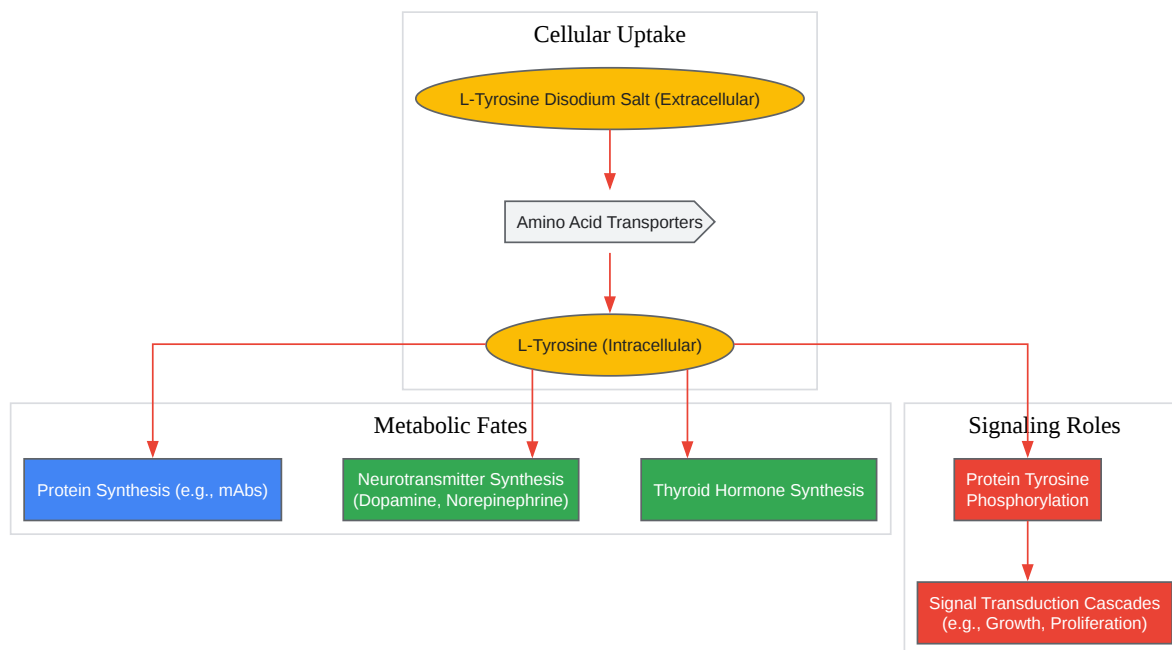 Cellular Uptake
L-Tyrosine Disodium Salt (Extracellular)
Amino Acid Transporters
L-Tyrosine (Intracellular)
Metabolic Fates
Signaling Roles
Protein Synthesis (e.g., mAbs)
Neurotransmitter Synthesis
(Dopamine, Norepinephrine)
Thyroid Hormone Synthesis
Protein Tyrosine
Phosphorylation
Signal Transduction Cascades
(e.g., Growth, Proliferation)